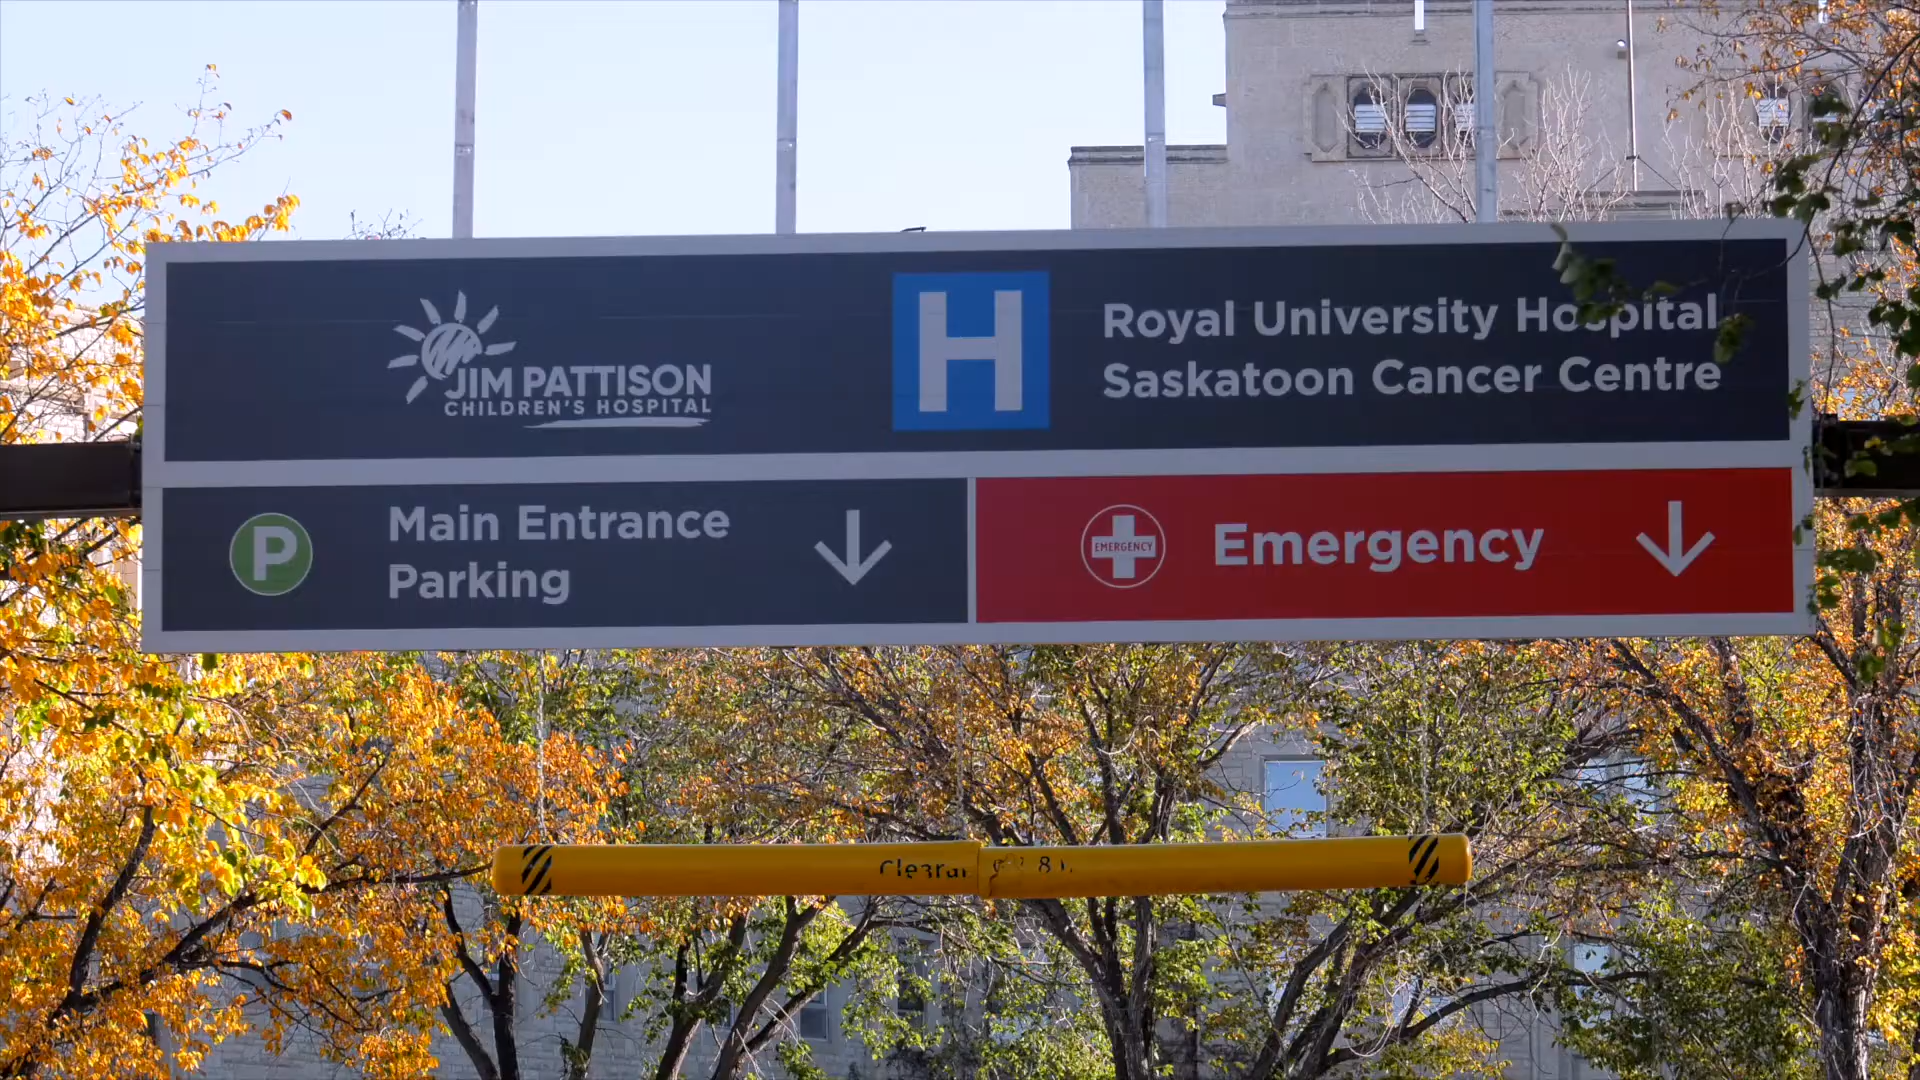 JIM PATTISON
CHILDREN'S HOSPITAL
H
Royal University Hospital
Saskatoon Cancer Centre
P
Main Entrance
Parking
EMERGENCY
Emergency